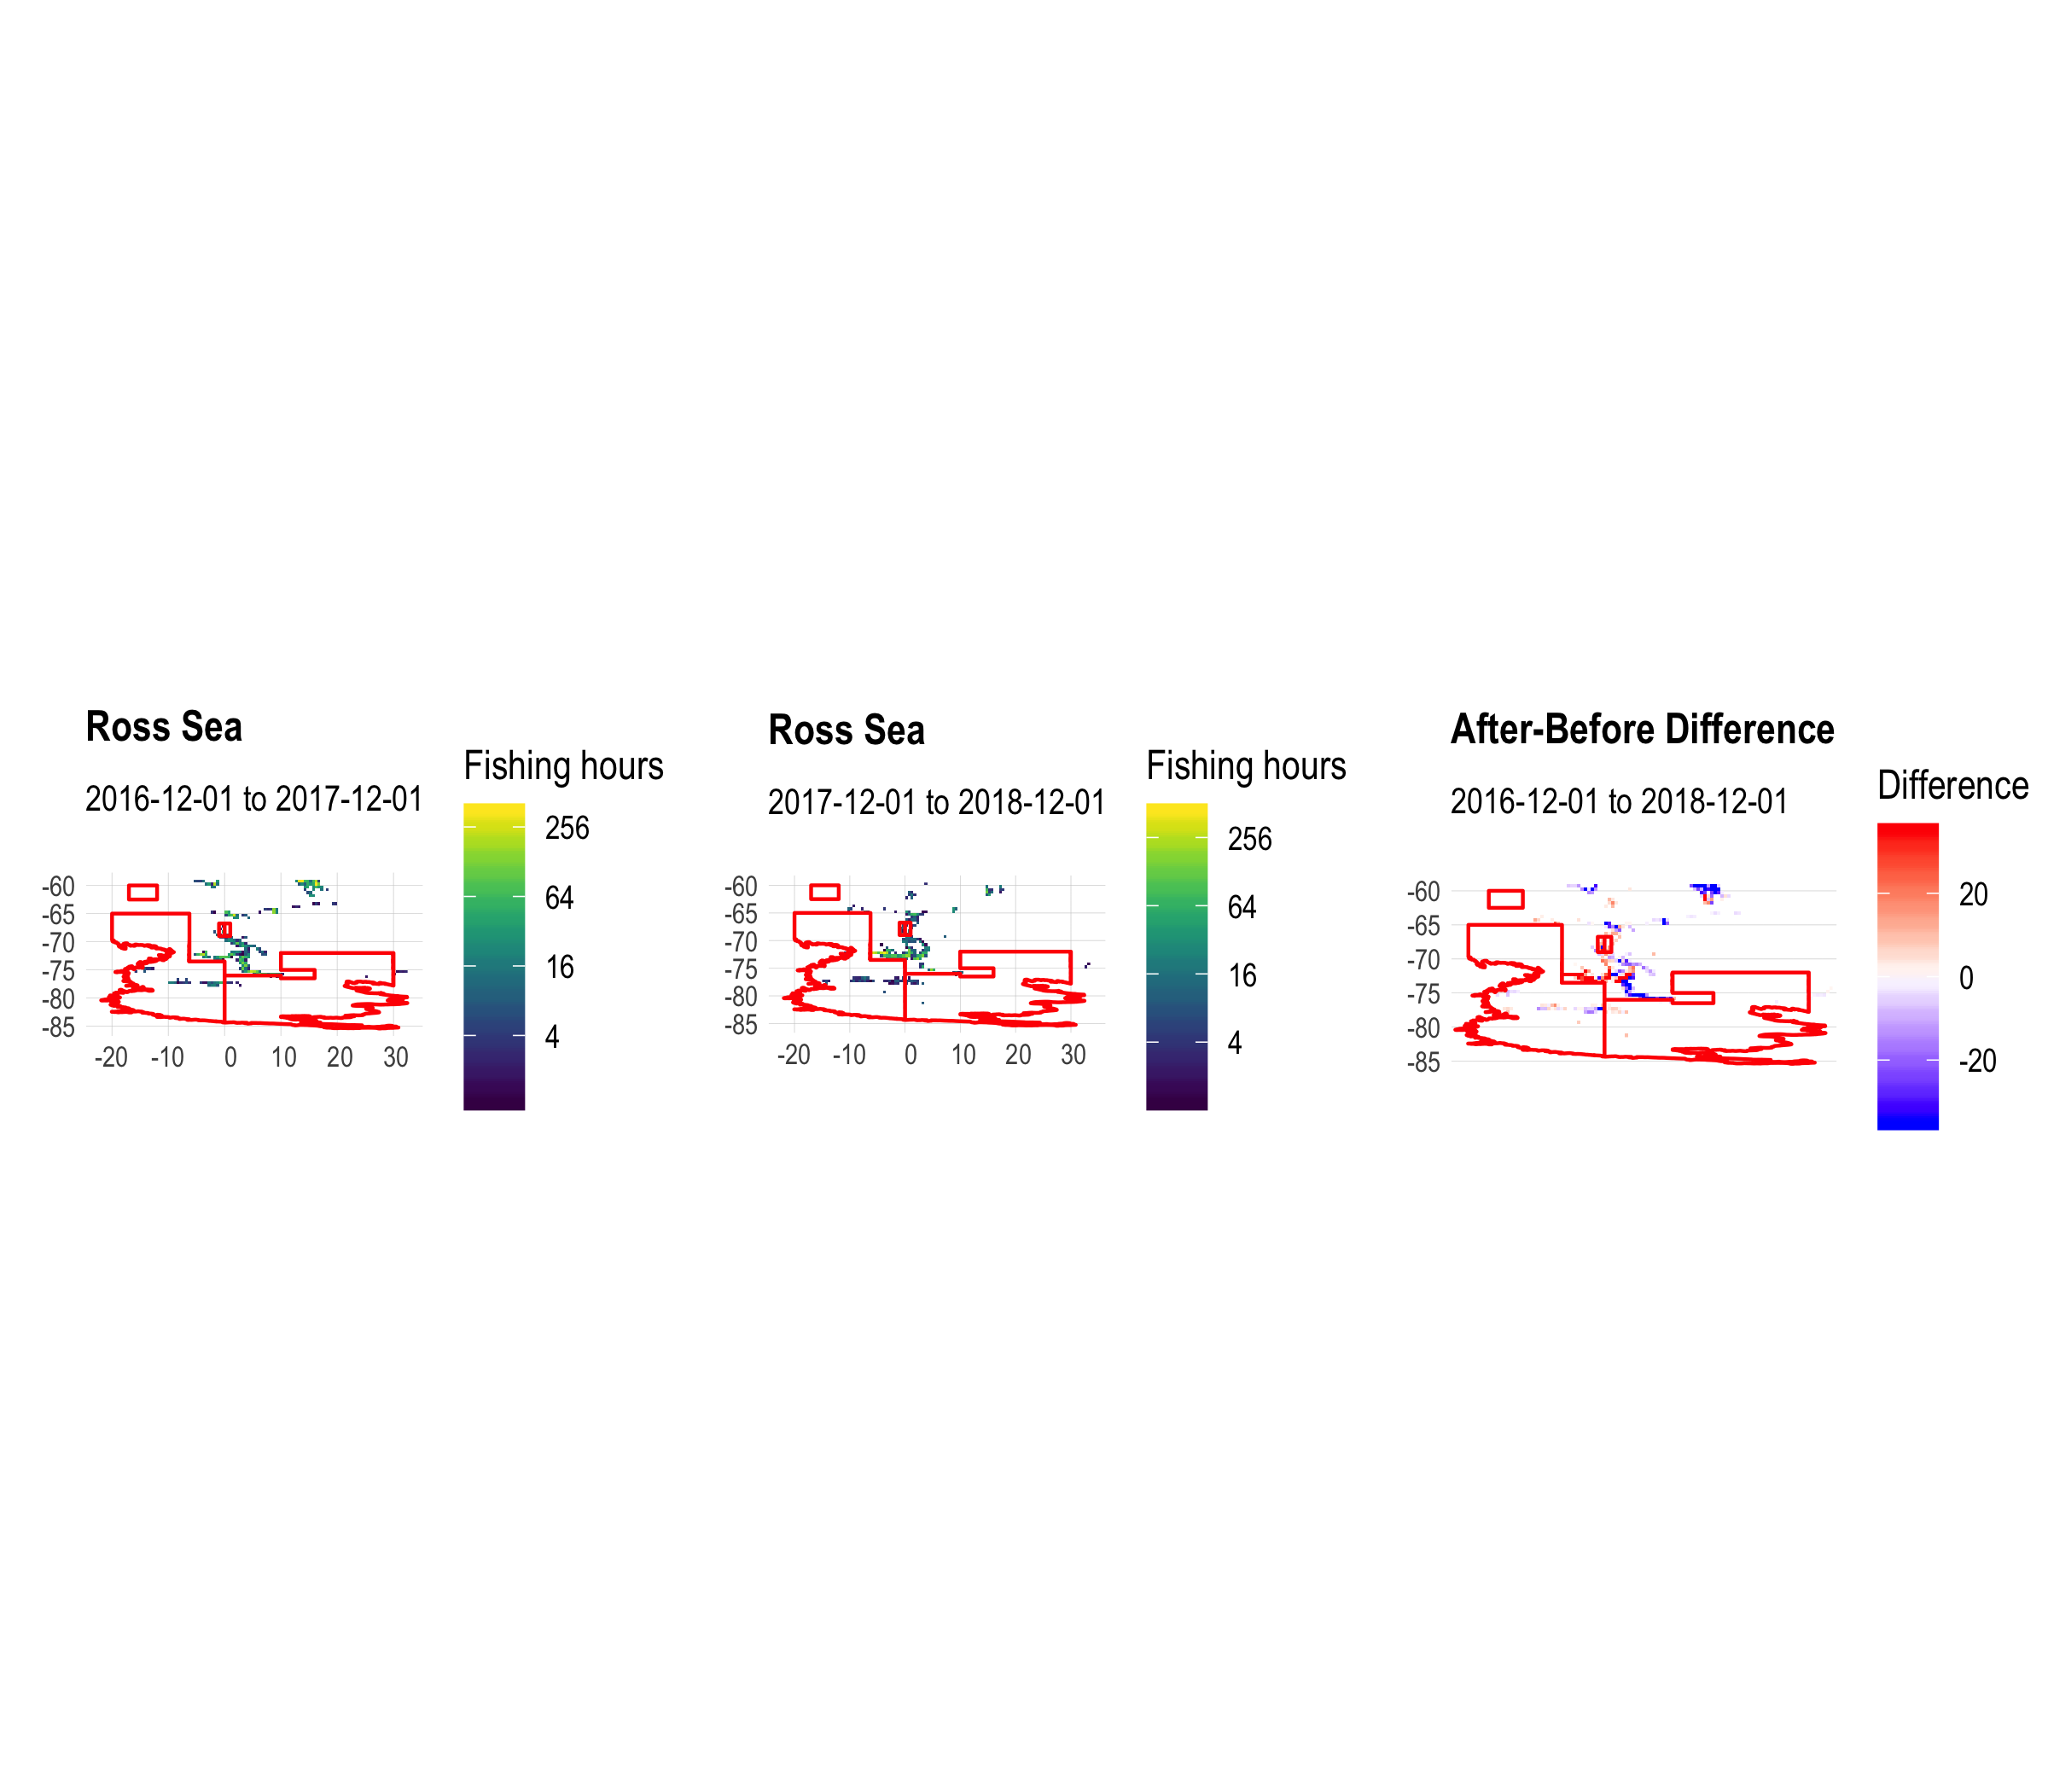 Ross Sea
2016-12-01 to 2017-12-01
Fishing hours
256
64
16
4
-60
-65
-70
-75
-80
-85
-20 -10 0 10 20 30
Ross Sea
2017-12-01 to 2018-12-01
Fishing hours
256
64
16
4
-60
-65
-70
-75
-80
-85
-20 -10 0 10 20 30
After-Before Difference
2016-12-01 to 2018-12-01
Difference
20
0
-20
-60
-65
-70
-75
-80
-85